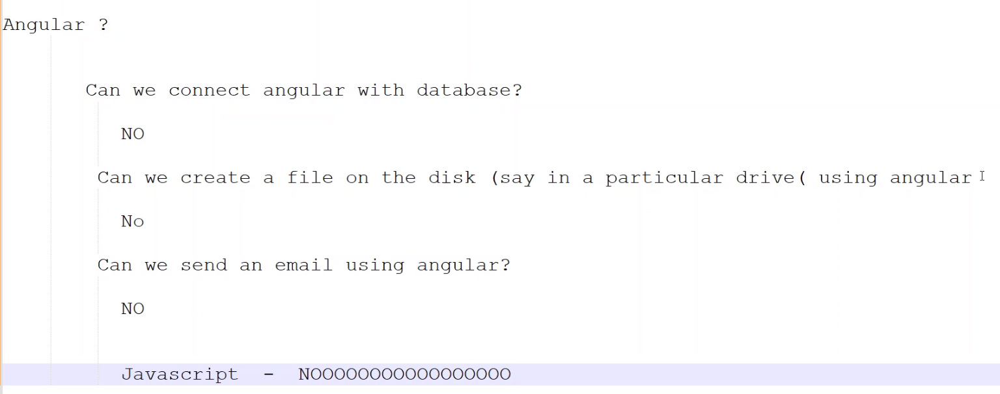 Angular ?
Can we connect angular with database?
NO
Can we create a file on the disk (say in a particular drive( using angular
No
Can we send an email using angular?
NO
Javascript - NOOOOOOOOOOOOOOOOO